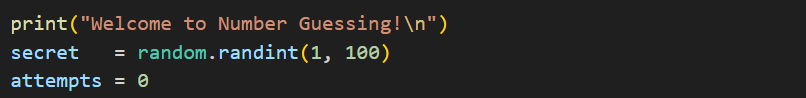 print("Welcome to Number Guessing!\n")
secret   = random.randint(1, 100)
attempts = 0